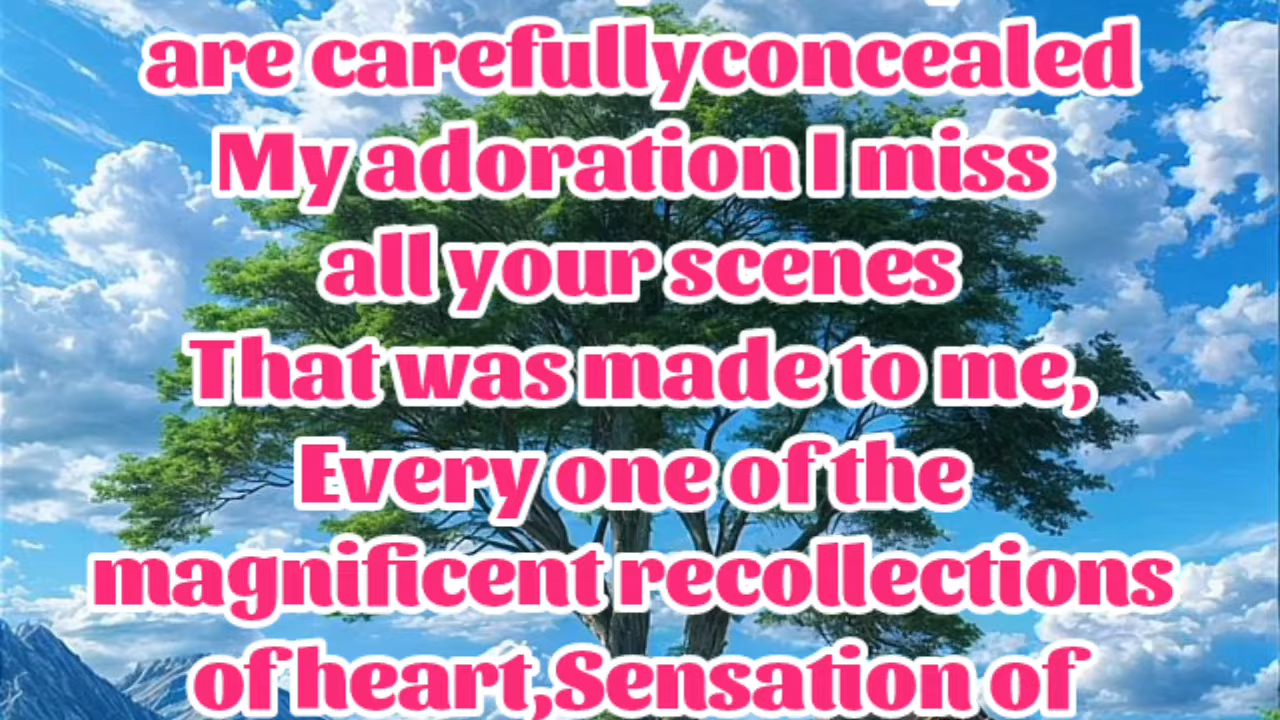 are carefullyconcealed
My adoration I miss
all your scenes
That was made to me,
Every one of the
magnificent recollections
of heart,Sensation of